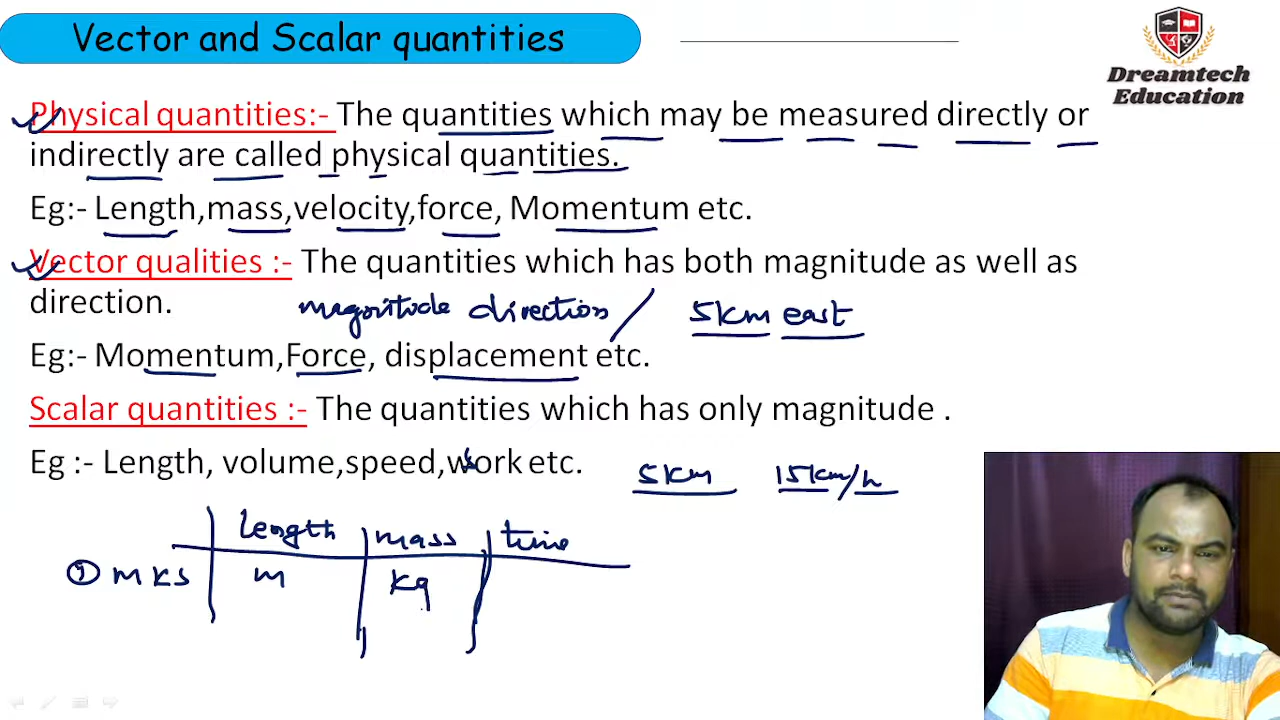 Vector and Scalar quantities
Dreamtech
Education
Physical quantities:- The quantities which may be measured directly or
indirectly are called physical quantities.
Eg:- Length,mass,velocity,force, Momentum etc.
Vector qualities :- The quantities which has both magnitude as well as
direction.
magnitude direction / 5km east
Eg:- Momentum,Force, displacement etc.
Scalar quantities :- The quantities which has only magnitude .
Eg :- Length, volume,speed,work etc.
5km 15km/h
length mass time
① mks m kg